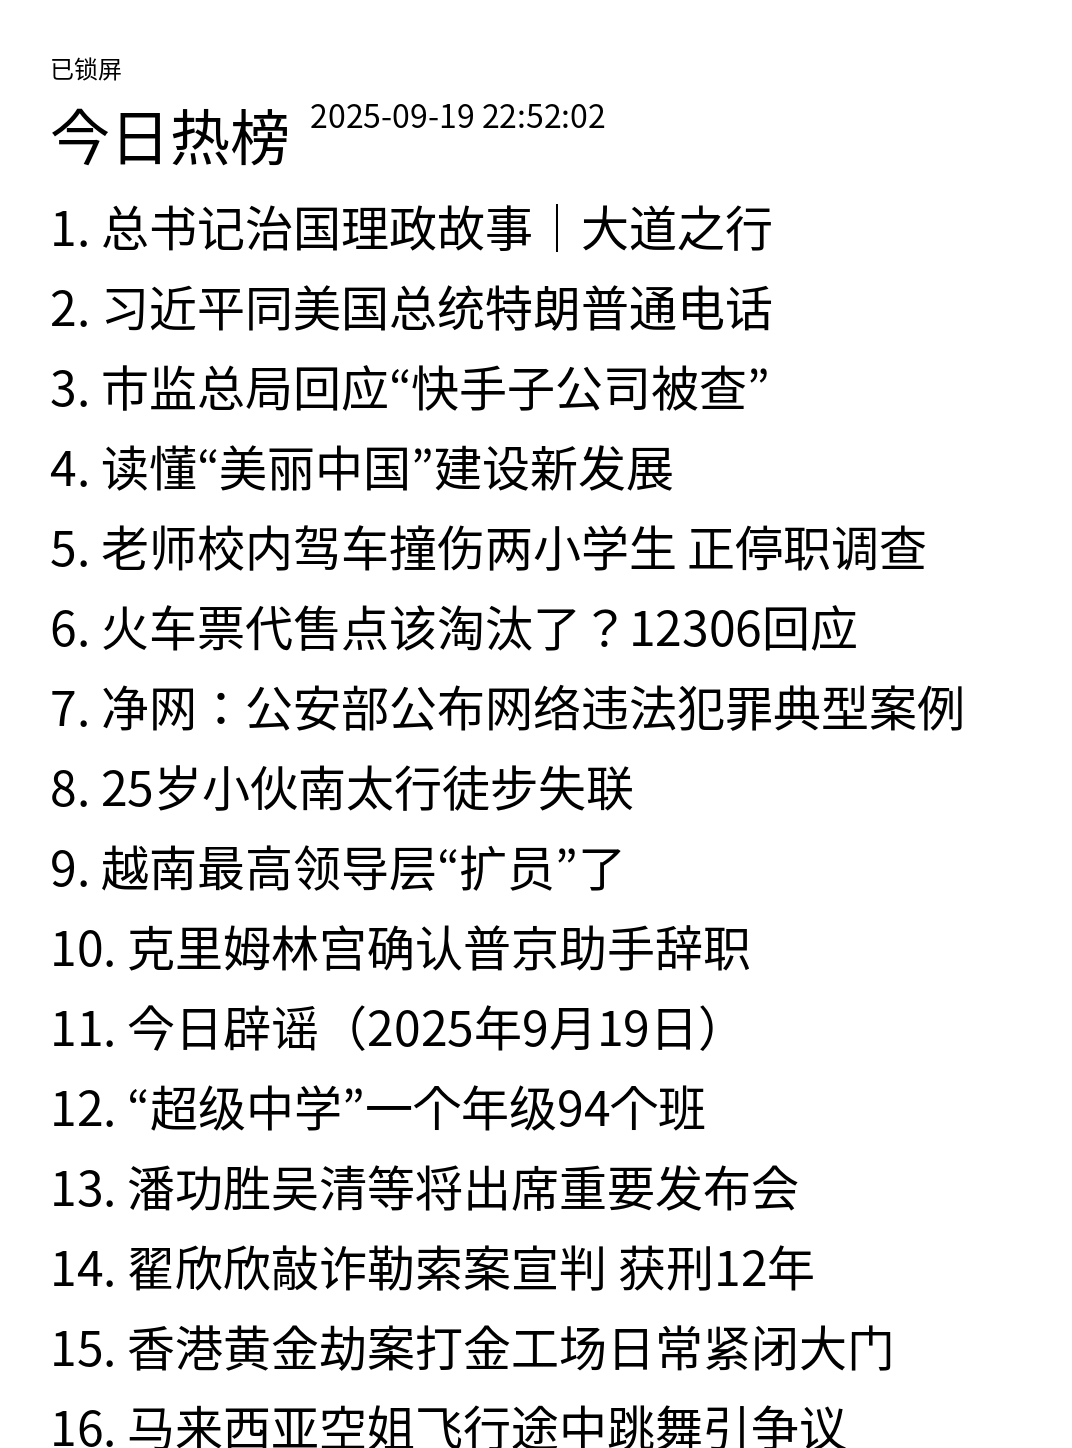 已锁屏
今日热榜 2025-09-19 22:52:02
1. 总书记治国理政故事｜大道之行
2. 习近平同美国总统特朗普通电话
3. 市监总局回应“快手子公司被查”
4. 读懂“美丽中国”建设新发展
5. 老师校内驾车撞伤两小学生 正停职调查
6. 火车票代售点该淘汰了？12306回应
7. 净网：公安部公布网络违法犯罪典型案例
8. 25岁小伙南太行徒步失联
9. 越南最高领导层“扩员”了
10. 克里姆林宫确认普京助手辞职
11. 今日辟谣（2025年9月19日）
12. “超级中学”一个年级94个班
13. 潘功胜吴清等将出席重要发布会
14. 翟欣欣敲诈勒索案宣判 获刑12年
15. 香港黄金劫案打金工场日常紧闭大门
16. 马来西亚空姐飞行途中跳舞引争议